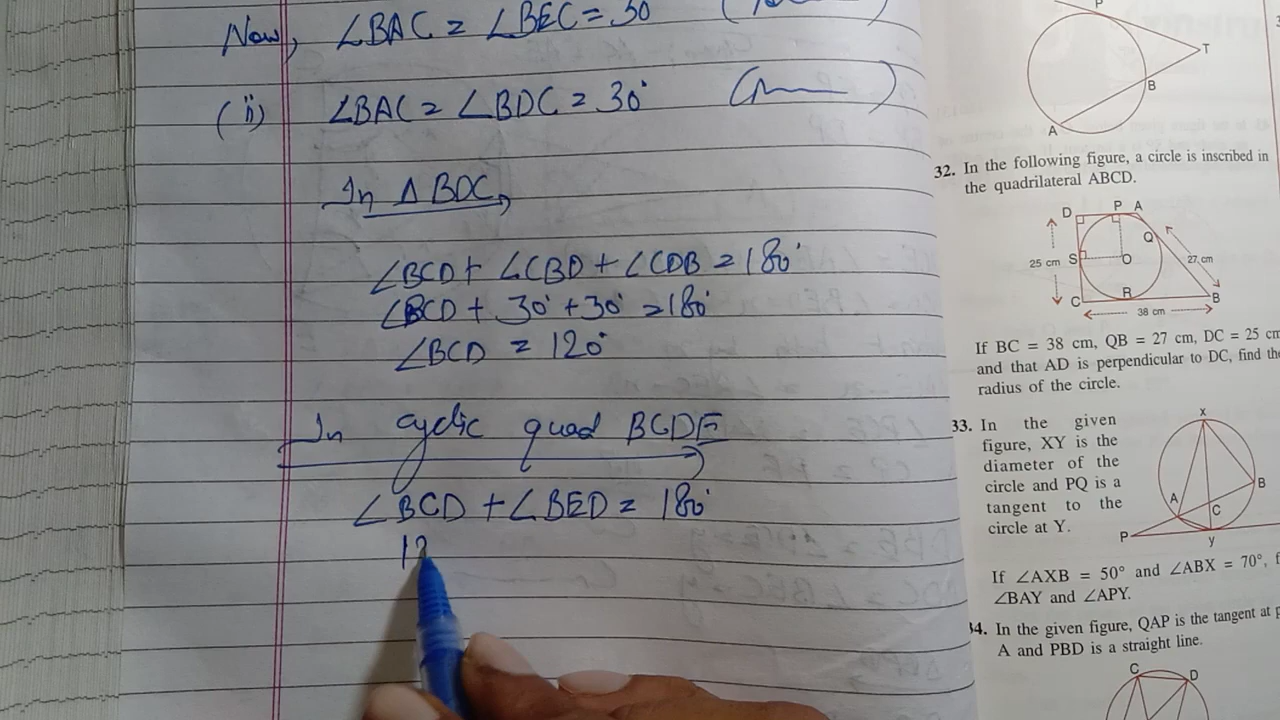 Now, ∠BAC = ∠BEC = 30
(ii) ∠BAC = ∠BDC = 30°
In Δ BDC,
∠BCD + ∠CBD + ∠CDB = 180°
∠BCD + 30° + 30° = 180°
∠BCD = 120°
In cyclic quad BCDE
∠BCD + ∠BED = 180°
12
P
T
B
A
32. In the following figure, a circle is inscribed in
the quadrilateral ABCD.
D P A
Q
25 cm S O 27 cm
C R B
38 cm
If BC = 38 cm, QB = 27 cm, DC = 25 cm
and that AD is perpendicular to DC, find the
radius of the circle.
33. In the given
figure, XY is the
diameter of the
circle and PQ is a
tangent to the
circle at Y.
X
B
A
C
P
y
If ∠AXB = 50° and ∠ABX = 70°, f
∠BAY and ∠APY.
34. In the given figure, QAP is the tangent at p
A and PBD is a straight line.
C D